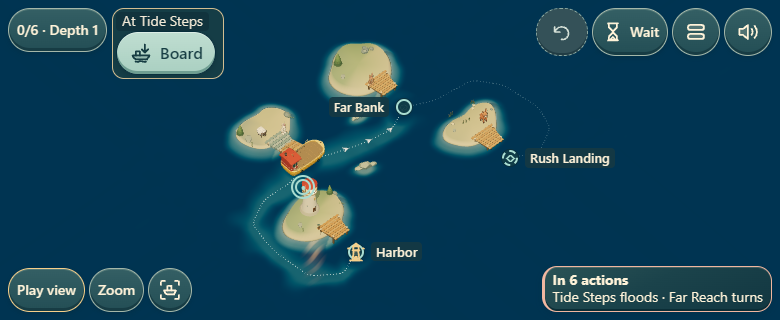 0/6 · Depth 1
At Tide Steps
Board
Wait
Far Bank
Rush Landing
Harbor
Play view
Zoom
In 6 actions
Tide Steps floods · Far Reach turns